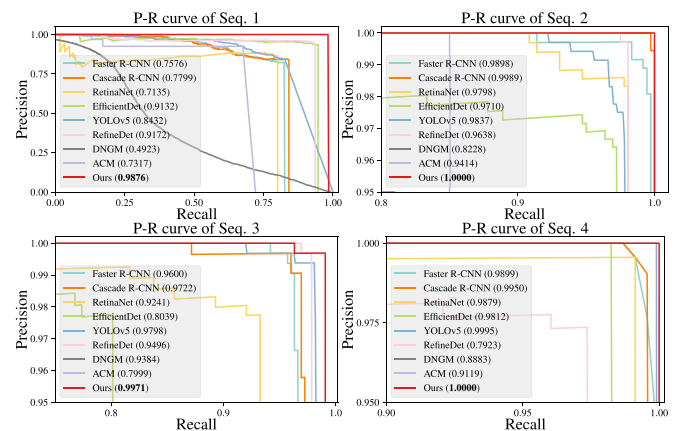 P-R curve of Seq. 1
Precision
1.00
0.75
0.50
0.25
0.00
Faster R-CNN (0.7576)
Cascade R-CNN (0.7799)
RetinaNet (0.7135)
EfficientDet (0.9132)
YOLOv5 (0.8432)
RefineDet (0.9172)
DNGM (0.4923)
ACM (0.7317)
Ours (0.9876)
0.00 0.25 0.50 0.75 1.00
Recall
P-R curve of Seq. 2
Precision
1.00
0.99
0.98
0.97
0.96
0.95
Faster R-CNN (0.9898)
Cascade R-CNN (0.9989)
RetinaNet (0.9798)
EfficientDet (0.9710)
YOLOv5 (0.9837)
RefineDet (0.9638)
DNGM (0.8228)
ACM (0.9414)
Ours (1.0000)
0.8 0.9 1.0
Recall
P-R curve of Seq. 3
Precision
1.00
0.99
0.98
0.97
0.96
0.95
Faster R-CNN (0.9600)
Cascade R-CNN (0.9722)
RetinaNet (0.9241)
EfficientDet (0.8039)
YOLOv5 (0.9798)
RefineDet (0.9496)
DNGM (0.9384)
ACM (0.7999)
Ours (0.9971)
0.8 0.9 1.0
Recall
P-R curve of Seq. 4
Precision
1.000
0.975
0.950
Faster R-CNN (0.9899)
Cascade R-CNN (0.9950)
RetinaNet (0.9879)
EfficientDet (0.9812)
YOLOv5 (0.9995)
RefineDet (0.7923)
DNGM (0.8883)
ACM (0.9119)
Ours (1.0000)
0.90 0.95 1.00
Recall